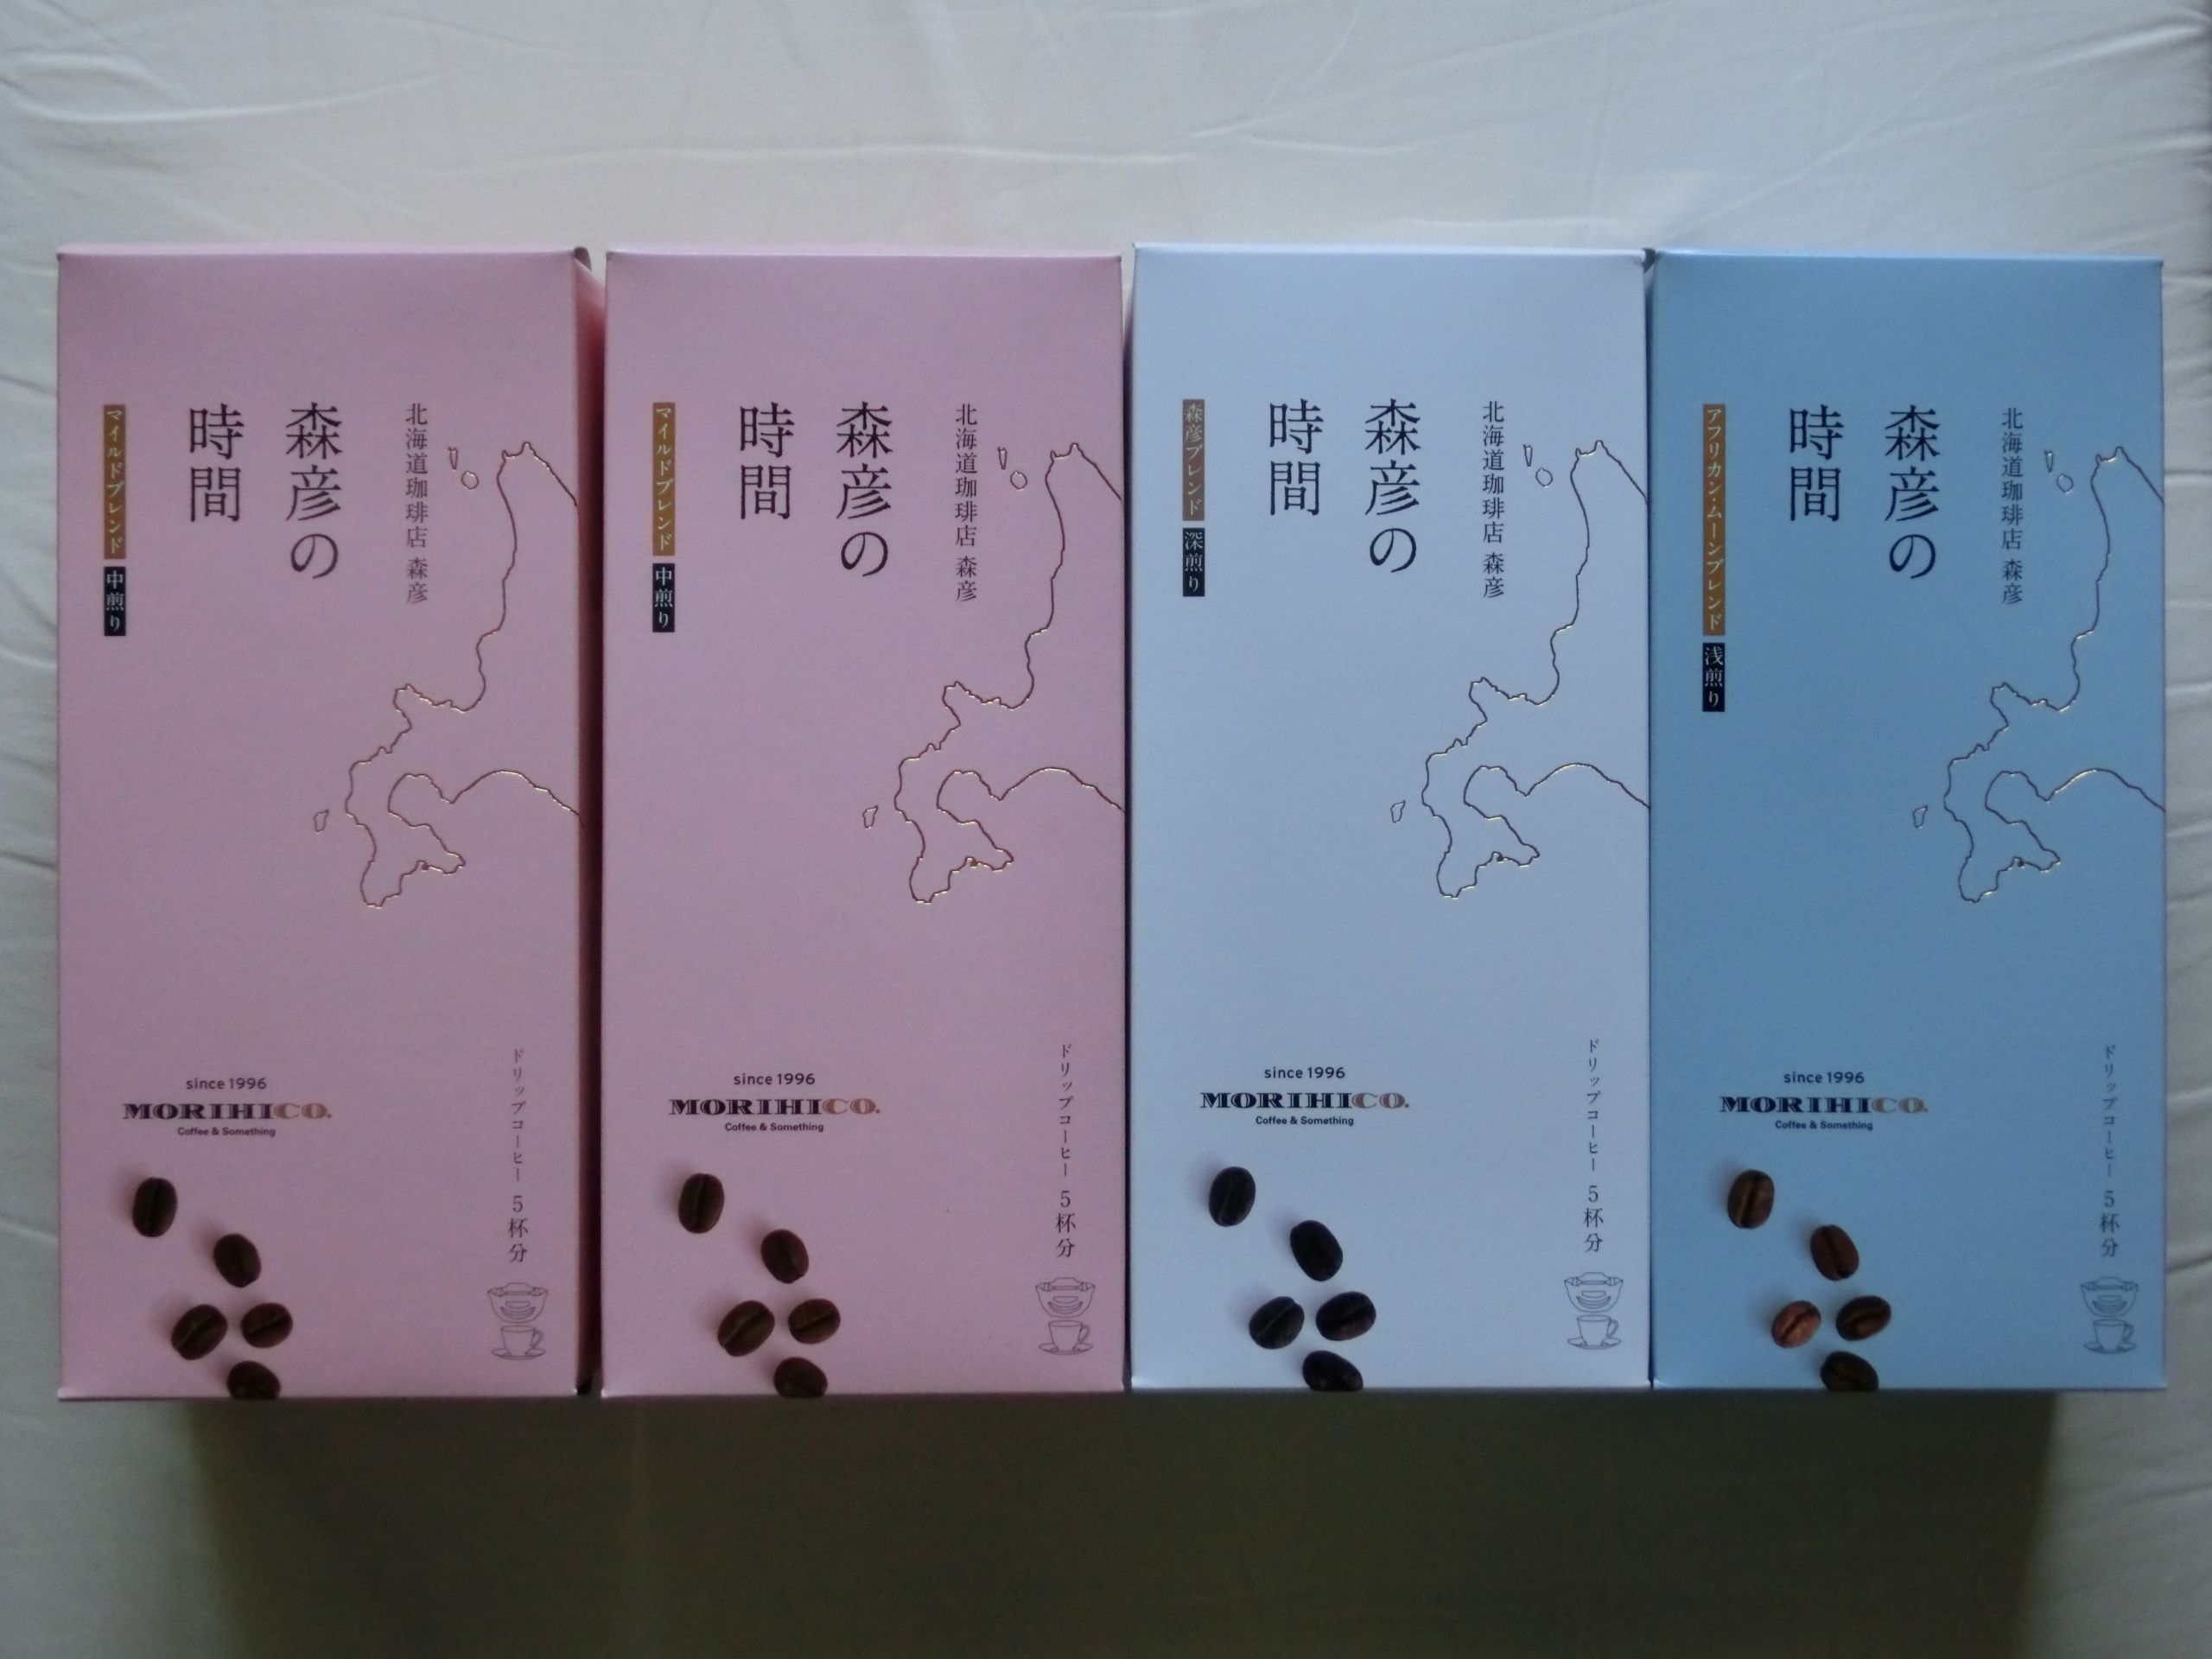 北海道珈琲店 森彦
森彦の
時間
マイルドブレンド 中煎り
since 1996
MORIHICO.
Coffee & Something
ドリップコーヒー 5杯分
北海道珈琲店 森彦
森彦の
時間
マイルドブレンド 中煎り
since 1996
MORIHICO.
Coffee & Something
ドリップコーヒー 5杯分
北海道珈琲店 森彦
森彦の
時間
森彦ブレンド 深煎り
since 1996
MORIHICO.
Coffee & Something
ドリップコーヒー 5杯分
北海道珈琲店 森彦
森彦の
時間
アフリカン・ムーンブレンド 浅煎り
since 1996
MORIHICO.
Coffee & Something
ドリップコーヒー 5杯分